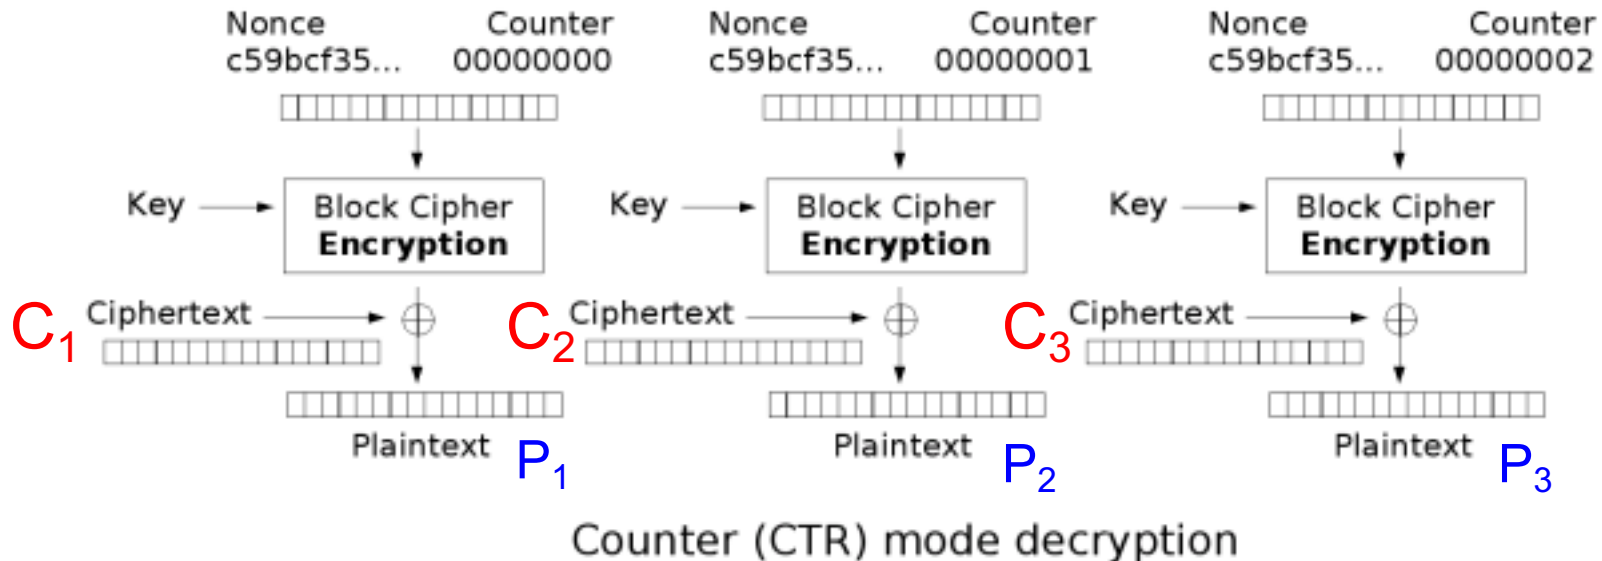 Nonce Counter Nonce Counter Nonce Counter
c59bcf35... 00000000 c59bcf35... 00000001 c59bcf35... 00000002
Key Block Cipher Key Block Cipher Key Block Cipher
Encryption Encryption Encryption
C₁ Ciphertext C₂ Ciphertext C₃ Ciphertext
Plaintext P₁ Plaintext P₂ Plaintext P₃
Counter (CTR) mode decryption